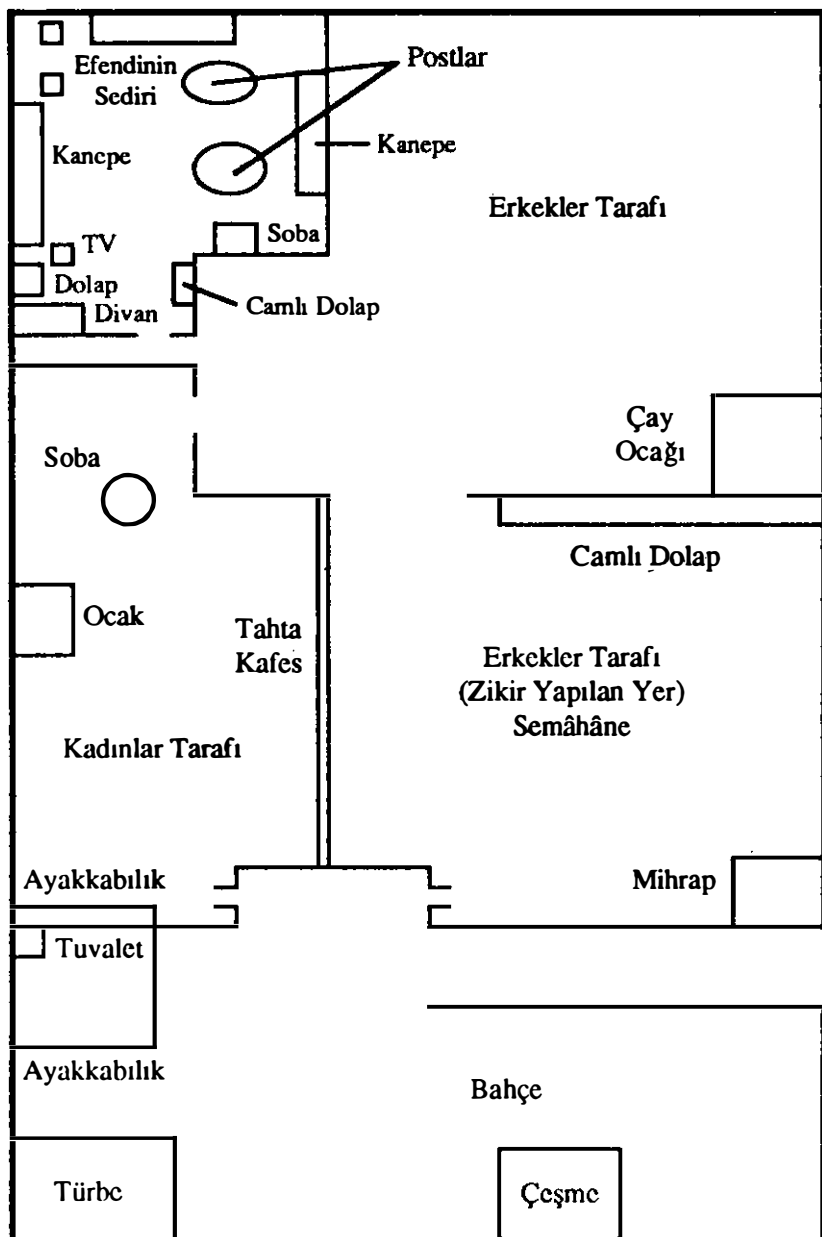 Efendinin
Sediri
Postlar
Kanepe
Kanepe
Erkekler Tarafı
TV
Soba
Dolap
Divan
Camlı Dolap
Çay
Ocağı
Soba
Camlı Dolap
Ocak
Tahta
Kafes
Erkekler Tarafı
(Zikir Yapılan Yer)
Semâhâne
Kadınlar Tarafı
Ayakkabılık
Mihrap
Tuvalet
Ayakkabılık
Bahçe
Türbe
Çeşme